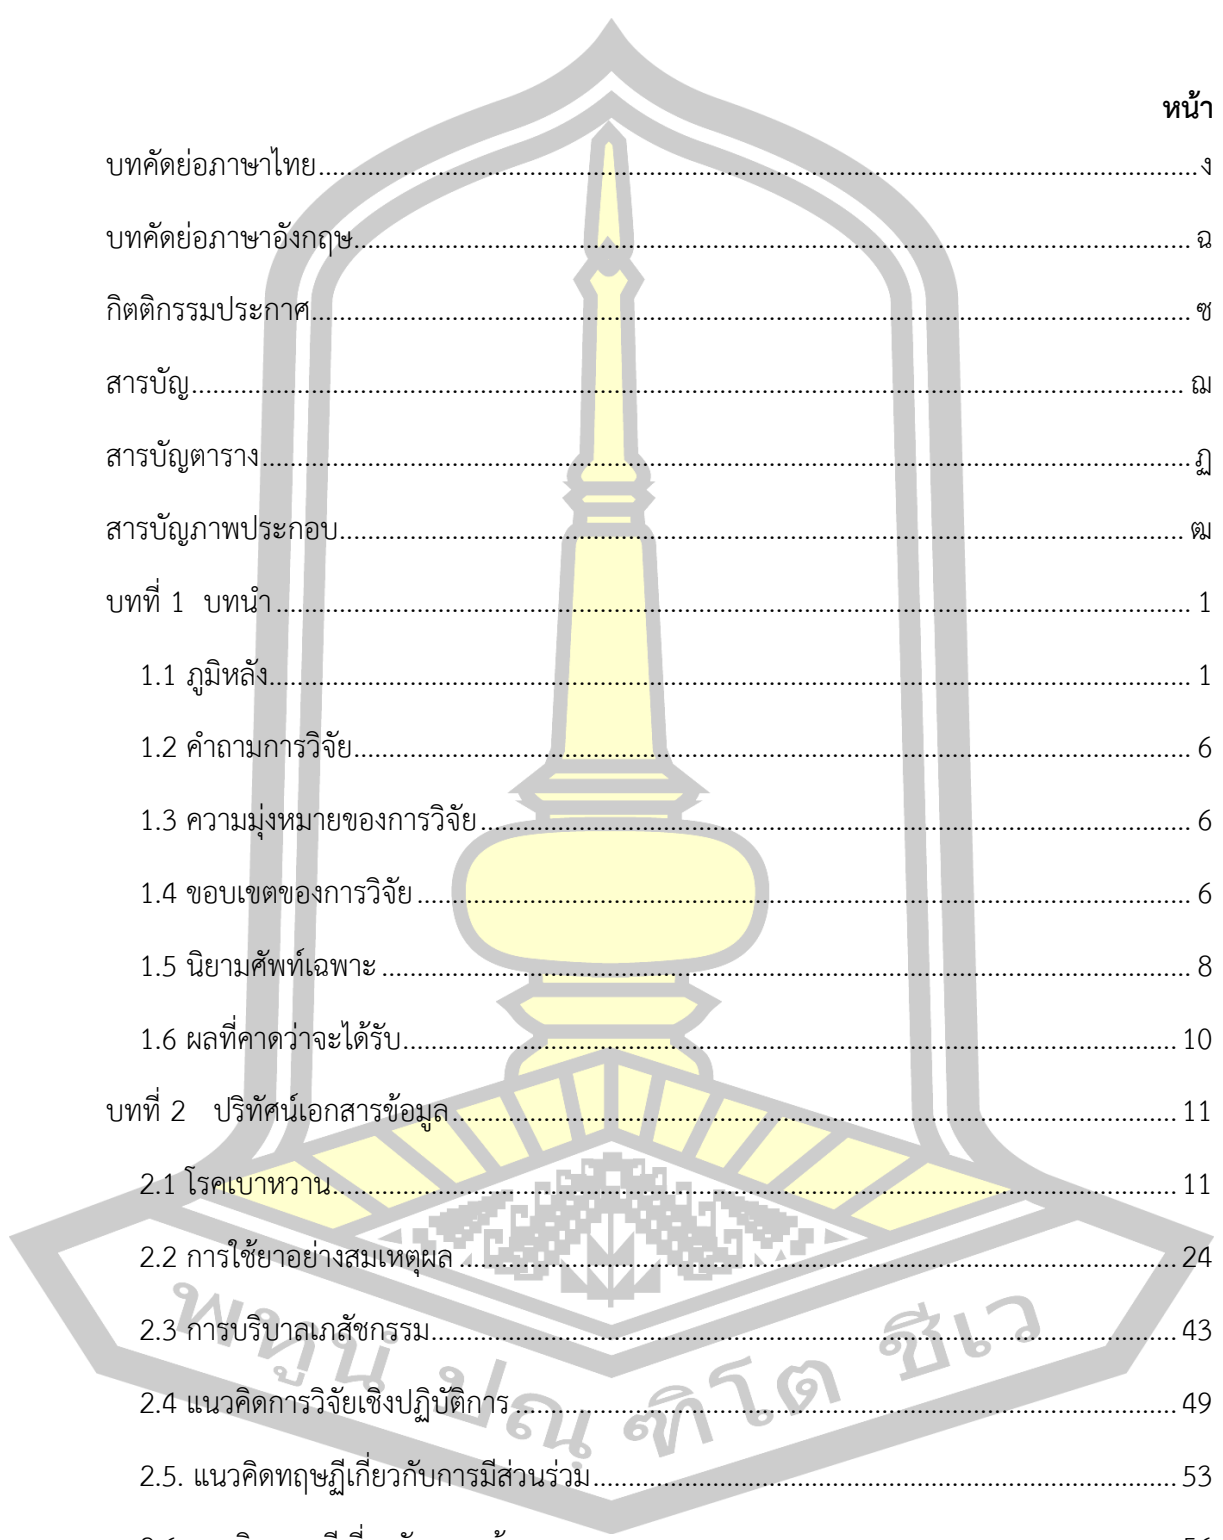 หน้า
บทคัดย่อภาษาไทย....................ง
บทคัดย่อภาษาอังกฤษ....................ฉ
กิตติกรรมประกาศ....................ซ
สารบัญ....................ฌ
สารบัญตาราง....................ฏ
สารบัญภาพประกอบ....................ฒ
บทที่ 1 บทนำ....................1
1.1 ภูมิหลัง....................1
1.2 คำถามการวิจัย....................6
1.3 ความมุ่งหมายของการวิจัย....................6
1.4 ขอบเขตของการวิจัย....................6
1.5 นิยามศัพท์เฉพาะ....................8
1.6 ผลที่คาดว่าจะได้รับ....................10
บทที่ 2 ปริทัศน์เอกสารข้อมูล....................11
2.1 โรคเบาหวาน....................11
2.2 การใช้ยาอย่างสมเหตุผล....................24
2.3 การบริบาลเภสัชกรรม....................43
2.4 แนวคิดการวิจัยเชิงปฏิบัติการ....................49
2.5. แนวคิดทฤษฎีเกี่ยวกับการมีส่วนร่วม....................53
พหูนํ ปณฺฑิโต ชีเว